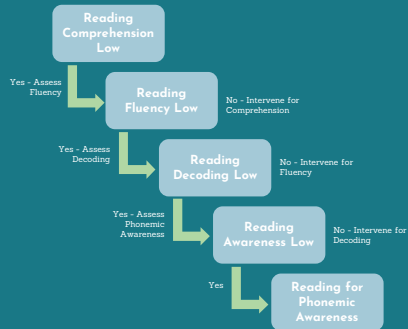 Reading
Comprehension
Low
Yes - Assess
Fluency
Reading
Fluency Low
No - Intervene for
Comprehension
Yes - Assess
Decoding
Reading
Decoding Low
No - Intervene for
Fluency
Yes - Assess
Phonemic
Awareness
Reading
Awareness Low
No - Intervene for
Decoding
Yes
Reading for
Phonemic
Awareness